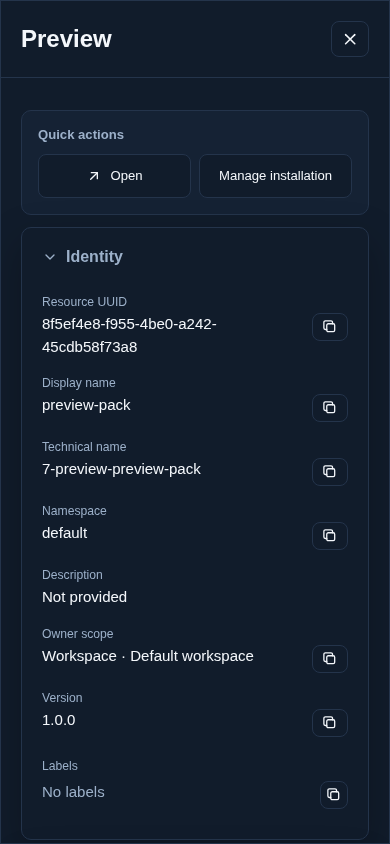 Preview
Quick actions
Open
Manage installation
Identity
Resource UUID
8f5ef4e8-f955-4be0-a242-
45cdb58f73a8
Display name
preview-pack
Technical name
7-preview-preview-pack
Namespace
default
Description
Not provided
Owner scope
Workspace · Default workspace
Version
1.0.0
Labels
No labels